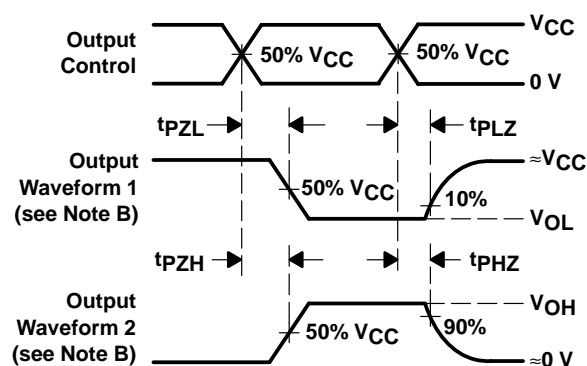 Output
Control
50% VCC
50% VCC
VCC
0 V
tPZL
tPLZ
Output
Waveform 1
(see Note B)
50% VCC
10%
≈VCC
VOL
tPZH
tPHZ
Output
Waveform 2
(see Note B)
50% VCC
90%
VOH
≈0 V